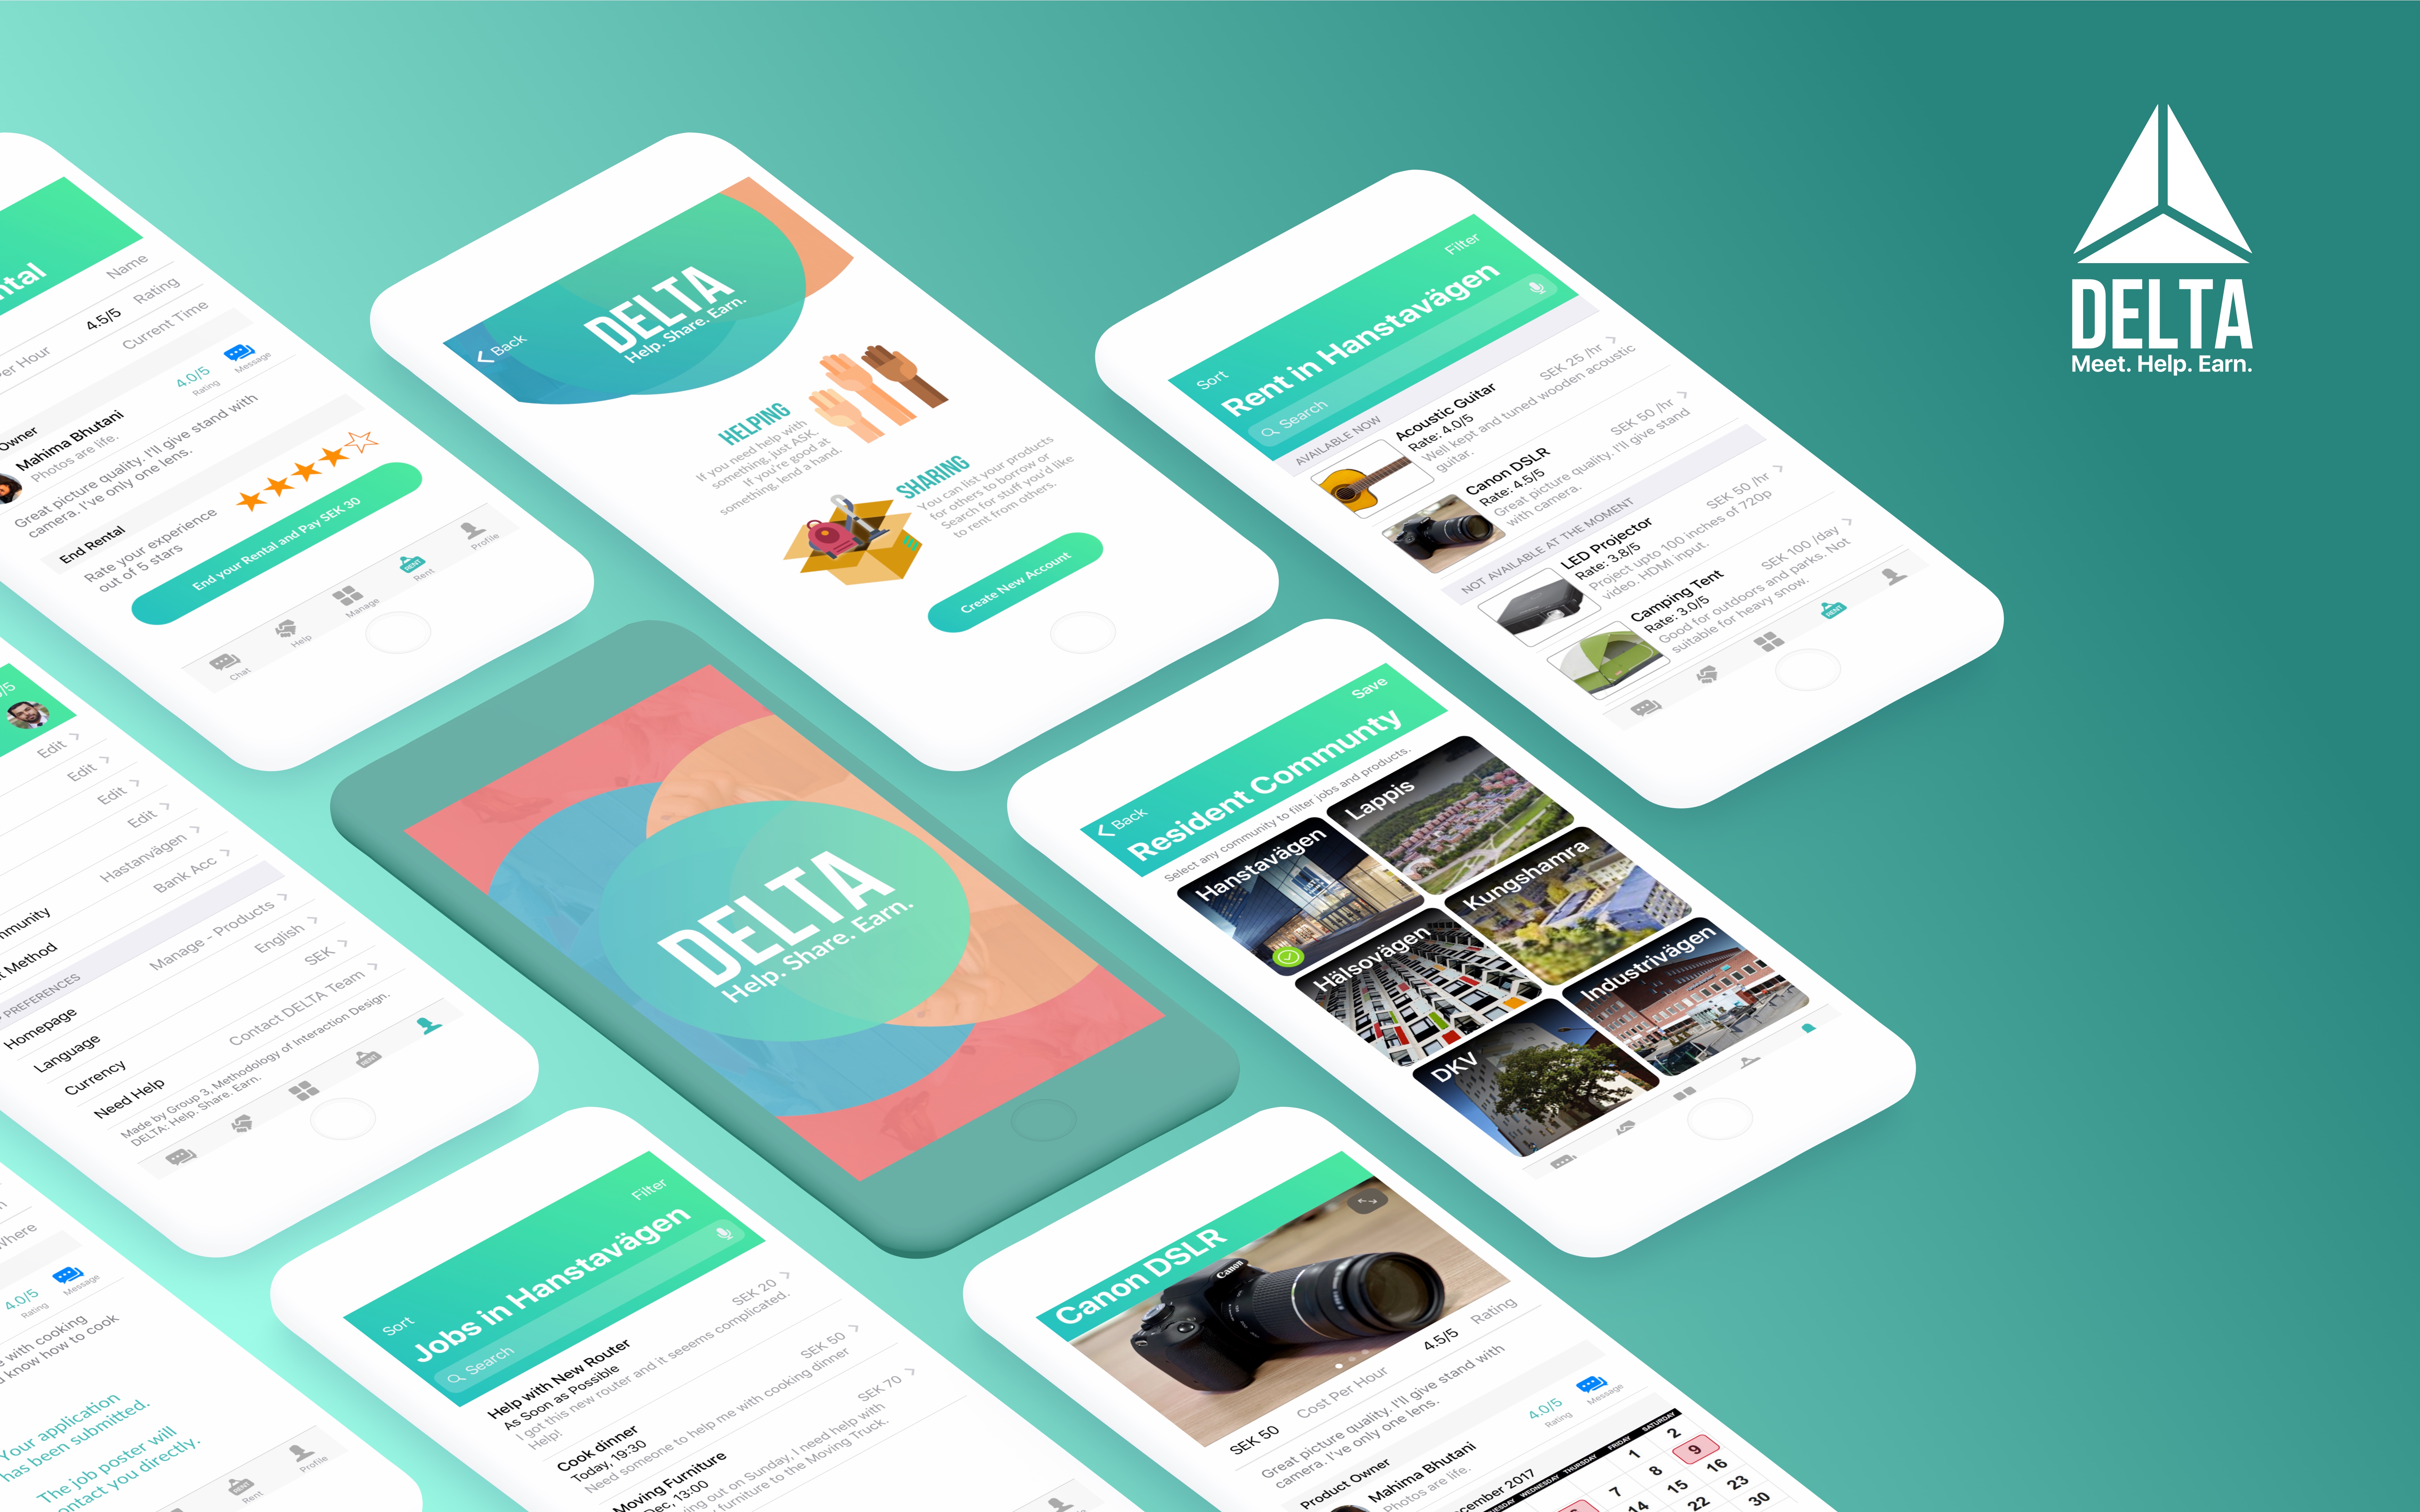 DELTA
Meet. Help. Earn.
Name
4.5/5 Rating
Per Hour
Current Time
Owner
Mahima Bhutani
Photos are life.
4.0/5
Rating
Message
Great picture quality. I'll give stand with
camera. I've only one lens.
End Rental
Rate your experience
out of 5 stars
End your Rental and Pay SEK 30
Chat
Help
Manage
RENT
Rent
Profile
Back
DELTA
Help. Share. Earn.
HELPING
If you need help with
something, just ASK.
If you're good at
something, lend a hand.
SHARING
You can list your products
for others to borrow or
Search for stuff you'd like
to rent from others.
Create New Account
Sort
Filter
Rent in Hanstavägen
Search
AVAILABLE NOW
Acoustic Guitar
SEK 25 /hr
Rate: 4.0/5
Well kept and tuned wooden acoustic
guitar.
Canon DSLR
SEK 50 /hr
Rate: 4.5/5
Great picture quality. I'll give stand
with camera.
NOT AVAILABLE AT THE MOMENT
LED Projector
SEK 50 /hr
Rate: 3.8/5
Project upto 100 inches of 720p
video. HDMI input.
Camping Tent
SEK 100 /day
Rate: 3.0/5
Good for outdoors and parks. Not
suitable for heavy snow.
RENT
Edit
Edit
Edit
Edit
Hastanvägen
Bank Acc
Method
PREFERENCES
Homepage
Manage - Products
Language
English
Currency
SEK
Need Help
Contact DELTA Team
Made by Group 3, Methodology of Interaction Design.
DELTA: Help. Share. Earn.
RENT
DELTA
Help. Share. Earn.
Back
Save
Resident Communty
Select any community to filter jobs and products.
Hanstavägen
Lappis
Hälsovägen
Kungshamra
DKV
Industrivägen
Where
4.0/5
Rating
Message
with cooking
know how to cook
Your application
has been submitted.
The job poster will
contact you directly.
RENT
Rent
Profile
Sort
Filter
Jobs in Hanstavägen
Search
Help with New Router
SEK 20
As Soon as Possible
I got this new router and it seeems complicated.
Help!
Cook dinner
SEK 50
Today, 19:30
Need someone to help me with cooking dinner
Moving Furniture
SEK 70
Dec, 13:00
out on Sunday, I need help with
furniture to the Moving Truck.
Canon DSLR
Canon
SEK 50 Cost Per Hour
4.5/5 Rating
Great picture quality. I'll give stand with
camera. I've only one lens.
Product Owner
Mahima Bhutani
Photos are life.
4.0/5
Rating
Message
2017
WEDNESDAY THURSDAY FRIDAY SATURDAY
1 2
7 8 9
14 15 16
22 23
30